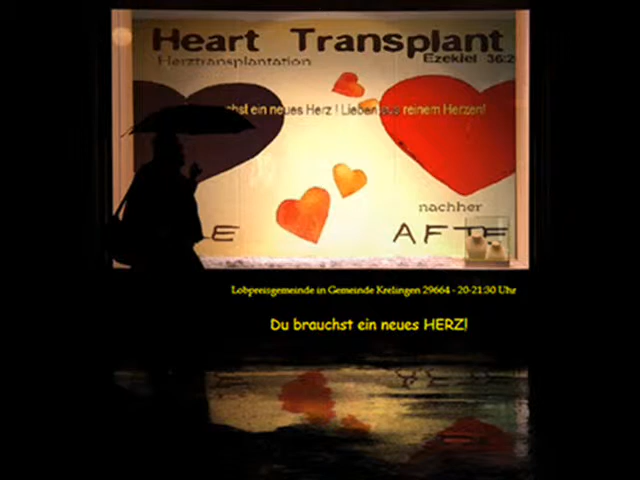 Heart Transplant
Herztransplantation
Ezekiel 36:2
ein neues Herz ! Lieben aus reinem Herzen!
nachher
E
AFTE
Lobpreisgemeinde in Gemeinde Krelingen 29664 - 20-21:30 Uhr
Du brauchst ein neues HERZ!